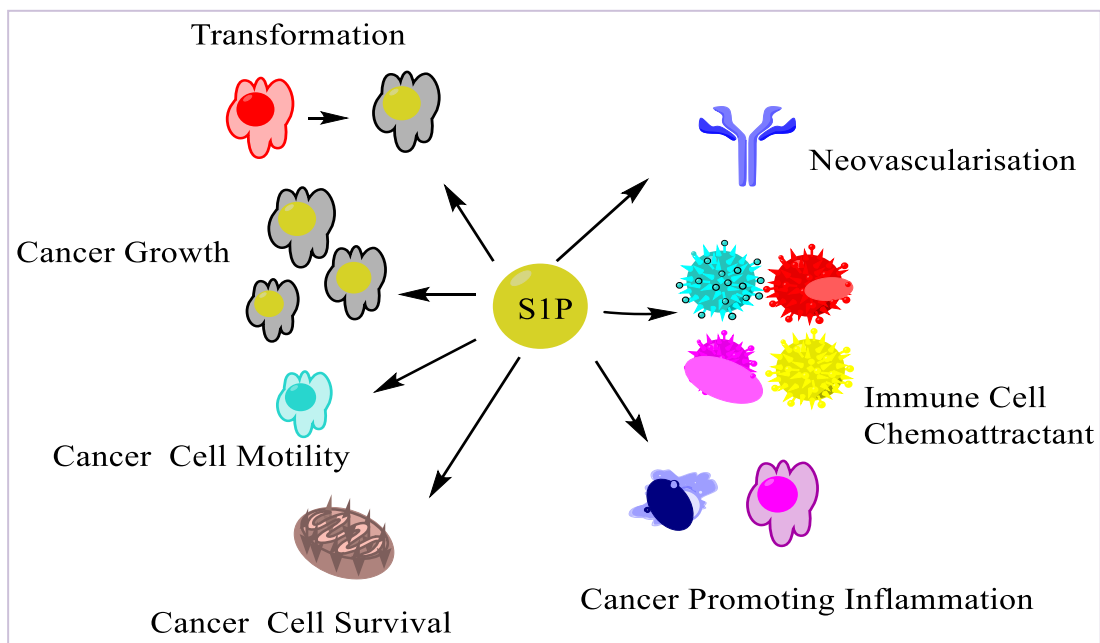 Transformation
Neovascularisation
Cancer Growth
S1P
Immune Cell
Chemoattractant
Cancer  Cell Motility
Cancer Promoting Inflammation
Cancer  Cell Survival